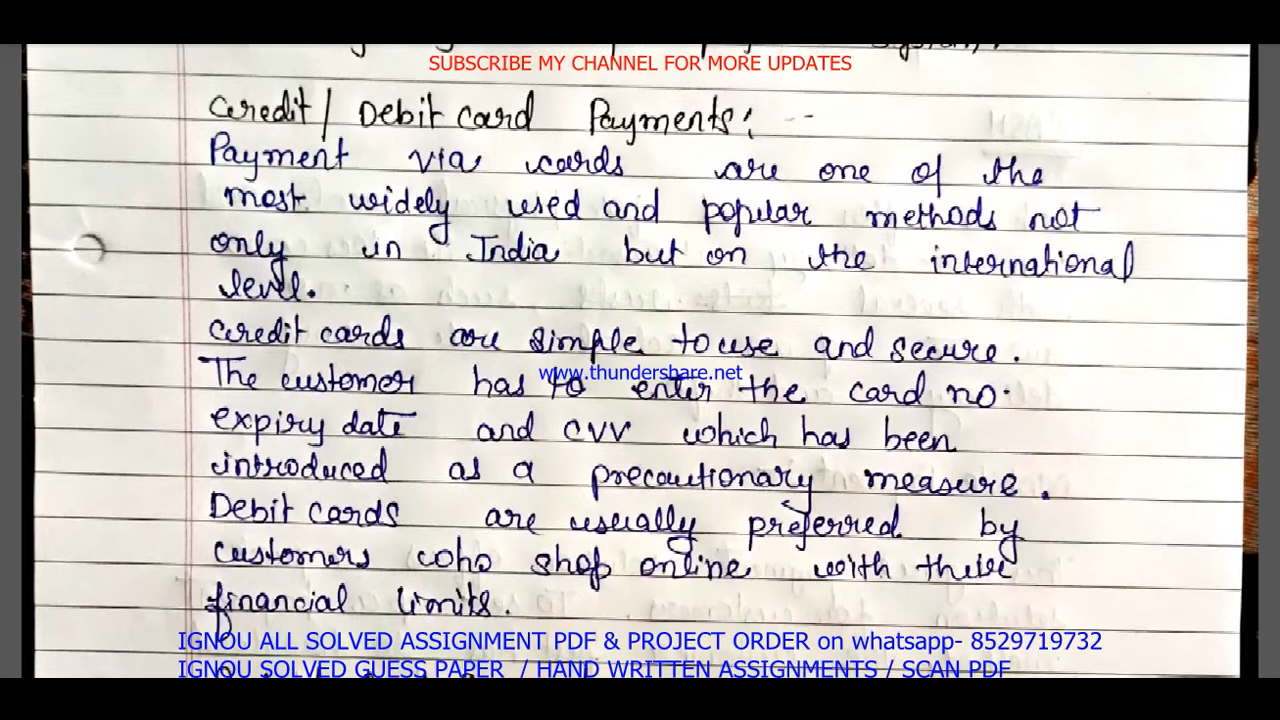 SUBSCRIBE MY CHANNEL FOR MORE UPDATES
Credit/ Debit card Payments:--
Payment via cards are one of the
most widely used and popular methods not
only in India but on the international
level.
credit cards are simple to use and secure.
www.thundershare.net
The customer has to enter the card no.
expiry date and CVV which has been
introduced as a precautionary measure.
Debit cards are usually preferred by
customers who shop online with their
financial limits.
IGNOU ALL SOLVED ASSIGNMENT PDF & PROJECT ORDER on whatsapp- 8529719732
IGNOU SOLVED GUESS PAPER / HAND WRITTEN ASSIGNMENTS / SCAN PDF